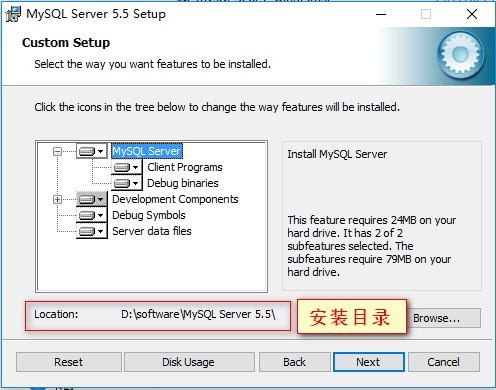 MySQL Server 5.5 Setup
Custom Setup
Select the way you want features to be installed.
Click the icons in the tree below to change the way features will be installed.
MySQL Server
Client Programs
Debug binaries
Development Components
Debug Symbols
Server data files
Install MySQL Server
This feature requires 24MB on your
hard drive. It has 2 of 2
subfeatures selected. The
subfeatures require 79MB on your
hard drive.
Location: D:\software\MySQL Server 5.5\
安装目录
Browse...
Reset Disk Usage Back Next Cancel